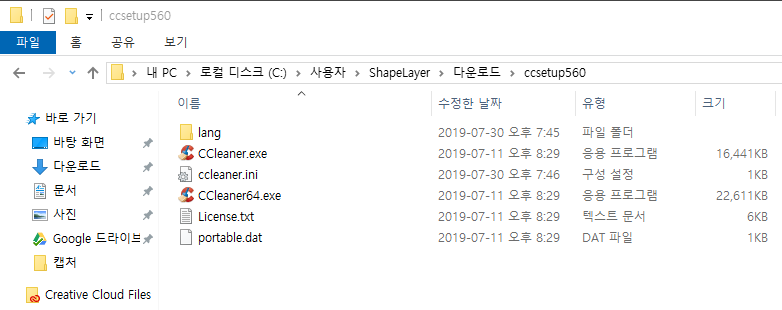 ccsetup560
파일 홈 공유 보기
내 PC 로컬 디스크 (C:) 사용자 ShapeLayer 다운로드 ccsetup560
이름 수정한 날짜 유형 크기
바로 가기
바탕 화면
다운로드
문서
사진
Google 드라이브
캡처
Creative Cloud Files
lang 2019-07-30 오후 7:45 파일 폴더
CCleaner.exe 2019-07-11 오후 8:29 응용 프로그램 16,441KB
ccleaner.ini 2019-07-30 오후 7:46 구성 설정 1KB
CCleaner64.exe 2019-07-11 오후 8:29 응용 프로그램 22,611KB
License.txt 2019-07-11 오후 8:29 텍스트 문서 6KB
portable.dat 2019-07-11 오후 8:29 DAT 파일 1KB